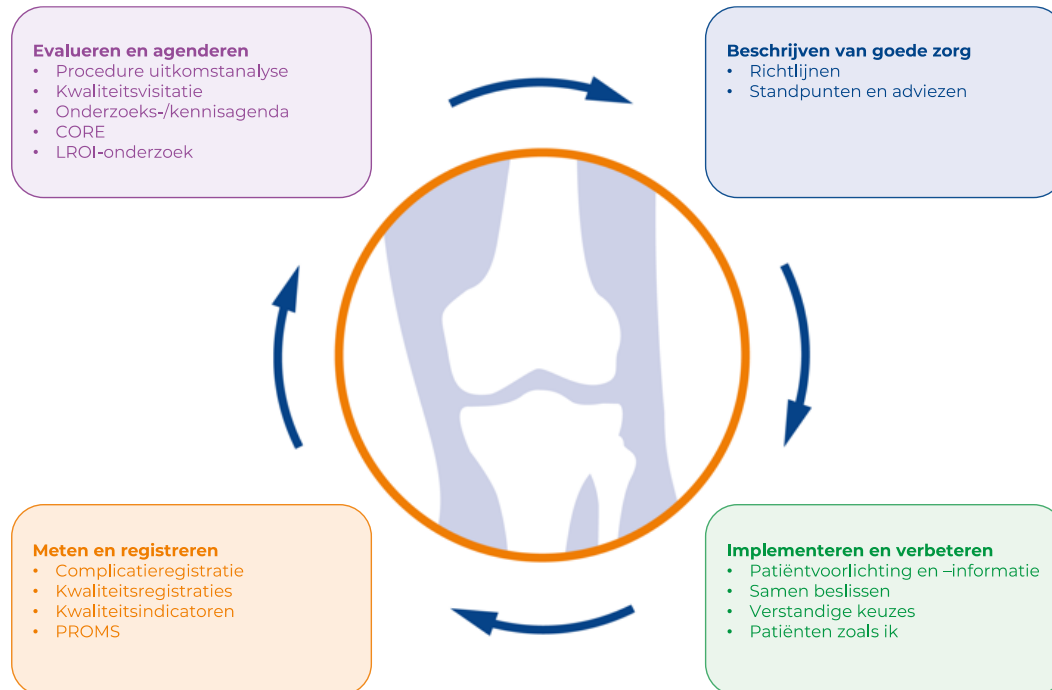 Evalueren en agenderen
• Procedure uitkomstanalyse
• Kwaliteitsvisitatie
• Onderzoeks-/kennisagenda
• CORE
• LROI-onderzoek
Beschrijven van goede zorg
• Richtlijnen
• Standpunten en adviezen
Meten en registreren
• Complicatieregistratie
• Kwaliteitsregistraties
• Kwaliteitsindicatoren
• PROMS
Implementeren en verbeteren
• Patiëntvoorlichting en –informatie
• Samen beslissen
• Verstandige keuzes
• Patiënten zoals ik